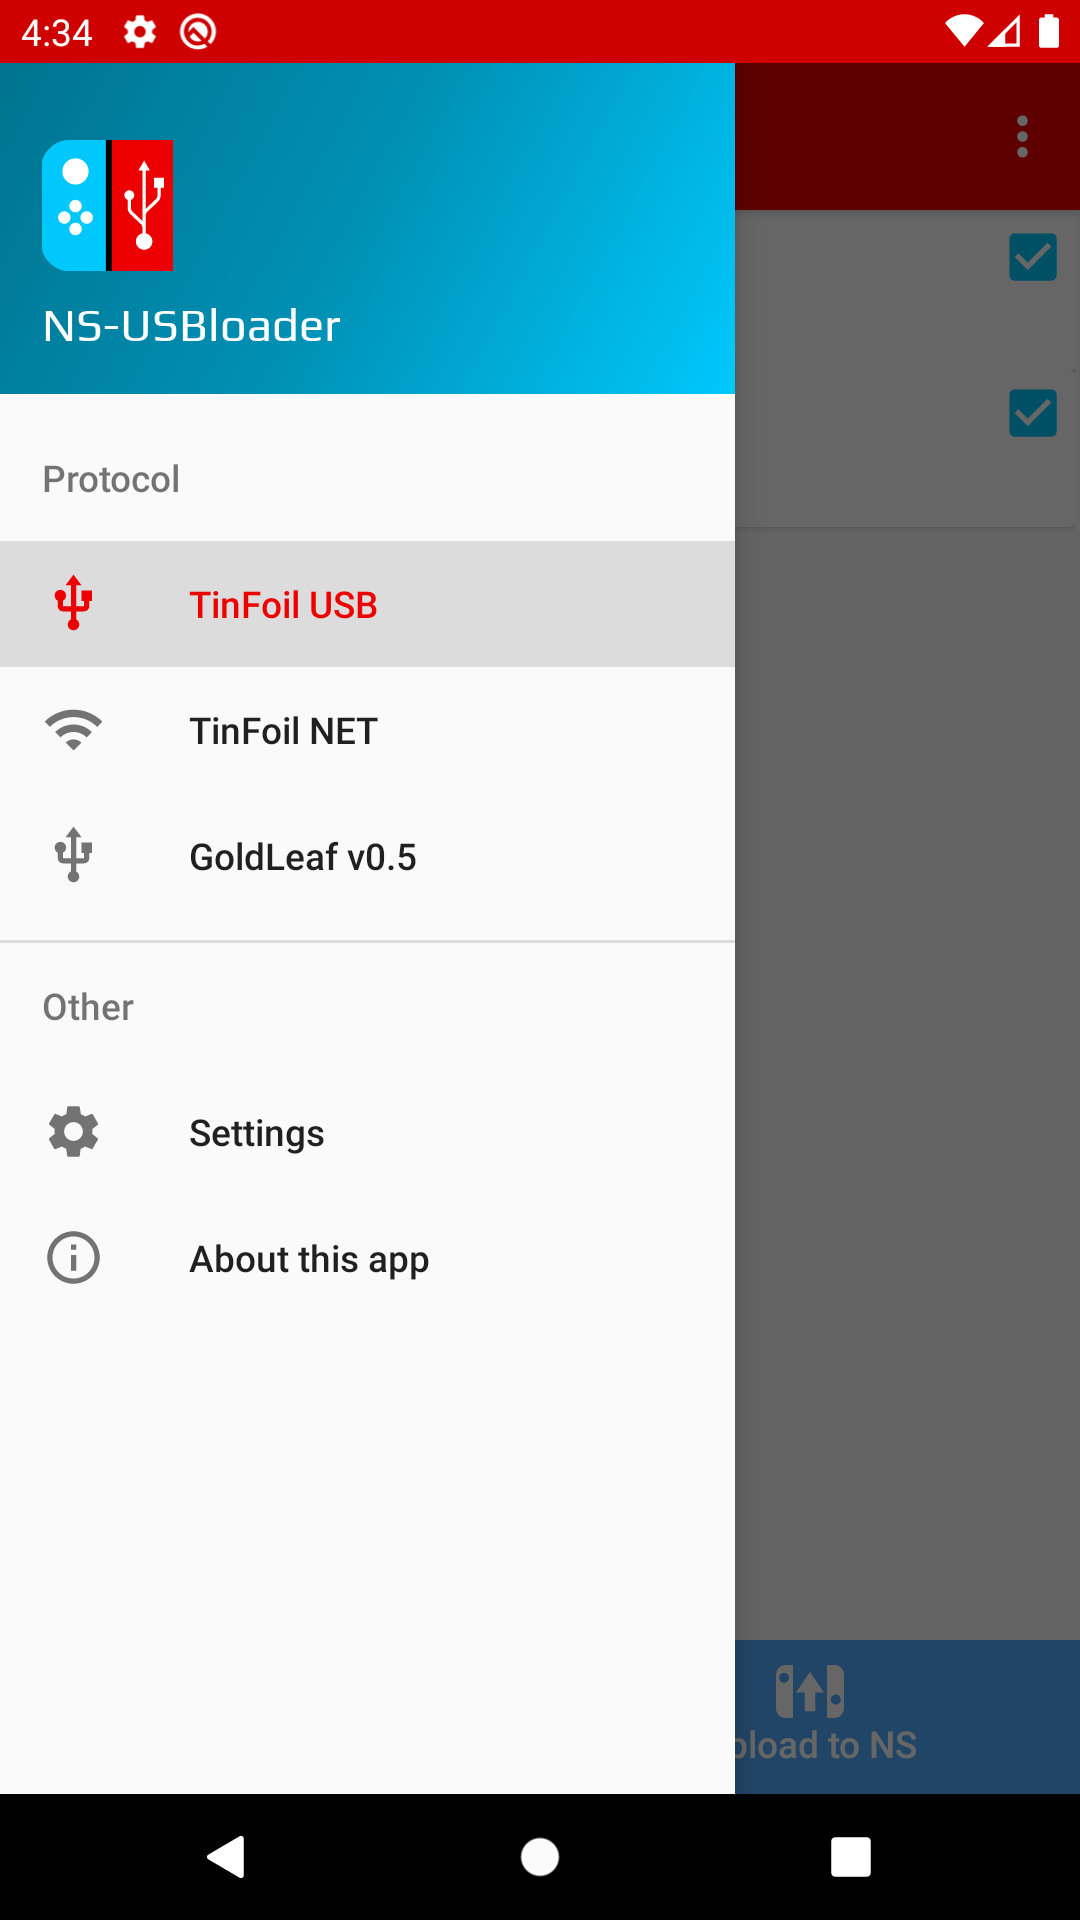 4:34
NS-USBloader
Protocol
TinFoil USB
TinFoil NET
GoldLeaf v0.5
Other
Settings
About this app
to NS